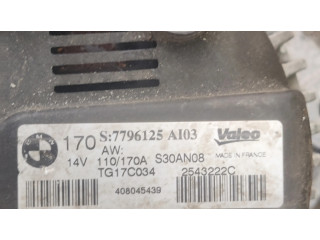 170 S:7796125 AI03 Valeo
AW:
14V 110/170A S30AN08 MADE IN FRANCE
TG17C034 2543222C
408045439